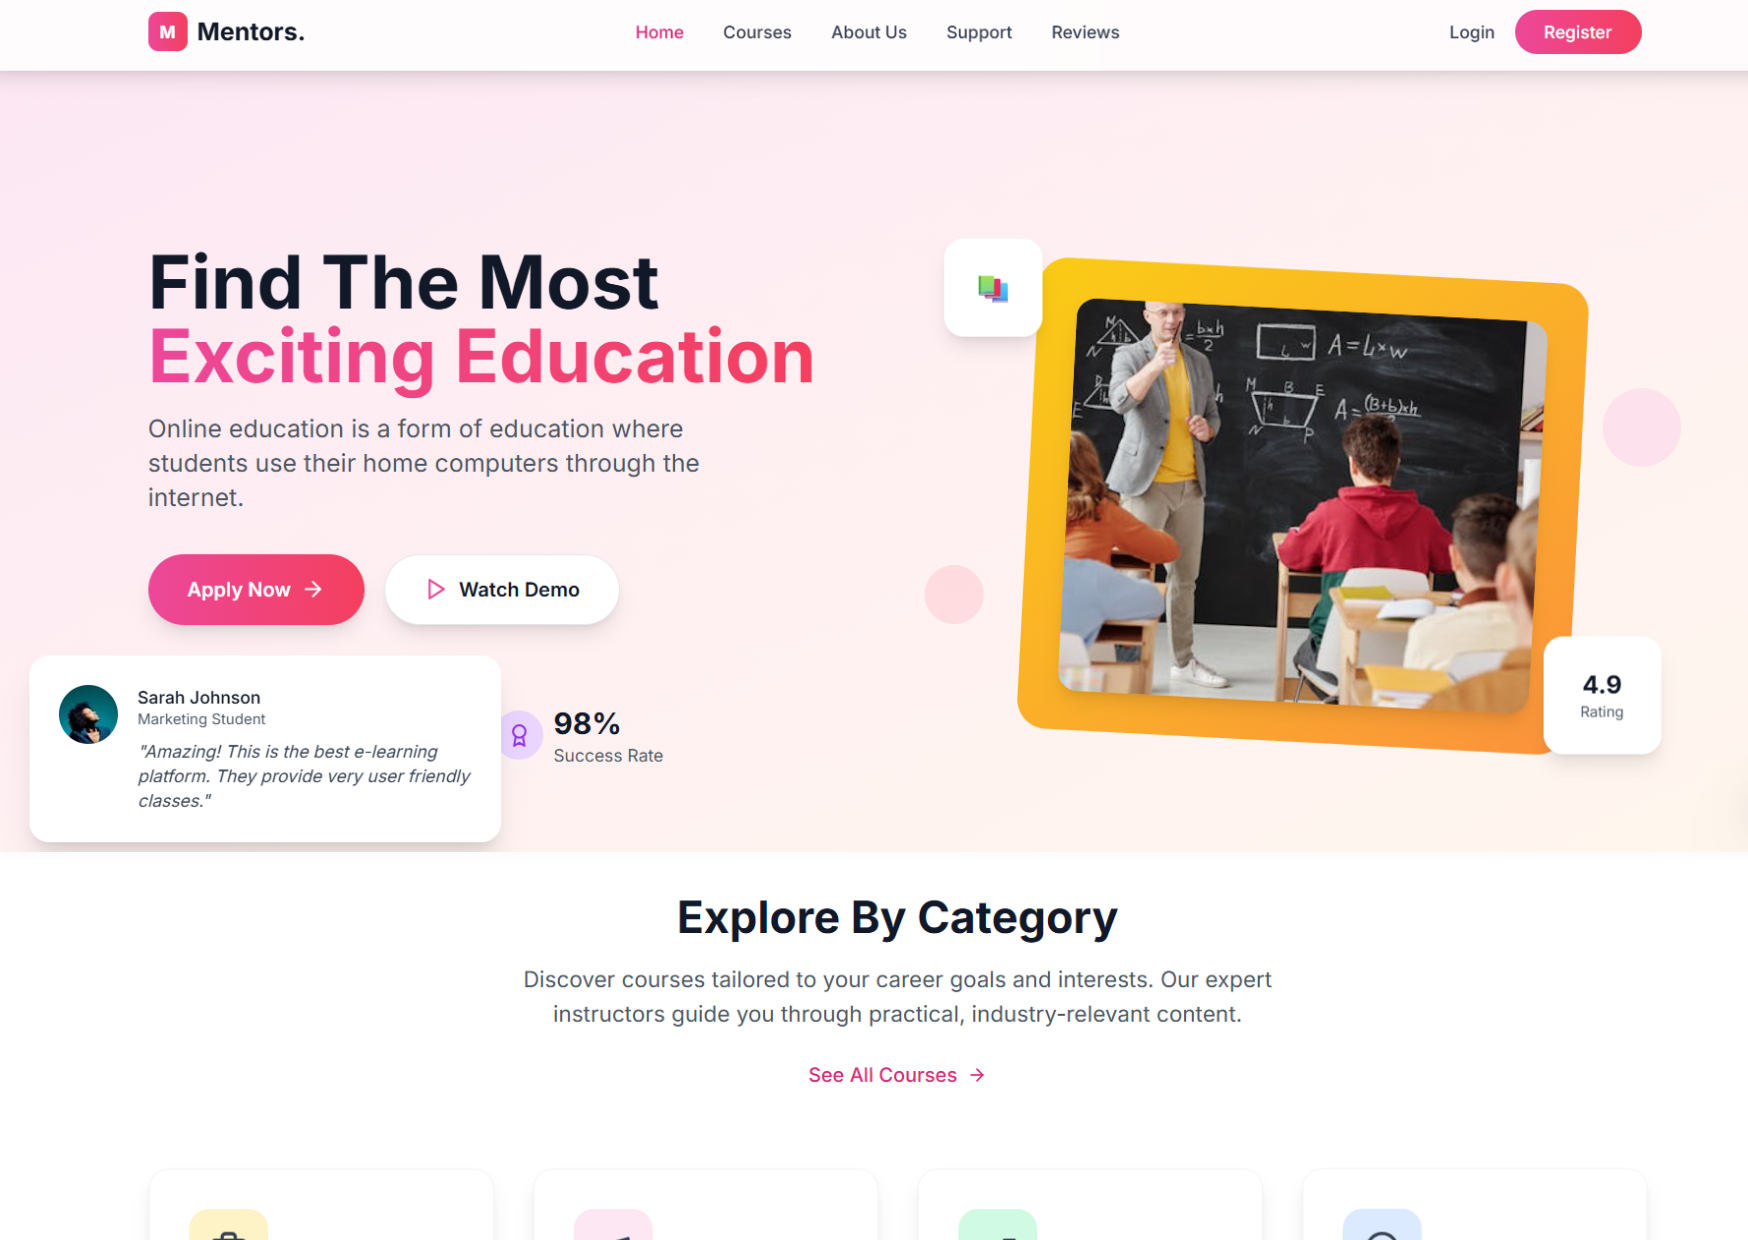 M Mentors.
Home Courses About Us Support Reviews
Login Register
Find The Most
Exciting Education
Online education is a form of education where
students use their home computers through the
internet.
Apply Now
Watch Demo
Sarah Johnson
Marketing Student
"Amazing! This is the best e-learning
platform. They provide very user friendly
classes."
98%
Success Rate
M
N
h
b
= bxh
2
L
w
A=L×w
D
E
h
M B E
h
b
N P
A=(B+b)xh
4.9
Rating
Explore By Category
Discover courses tailored to your career goals and interests. Our expert
instructors guide you through practical, industry-relevant content.
See All Courses